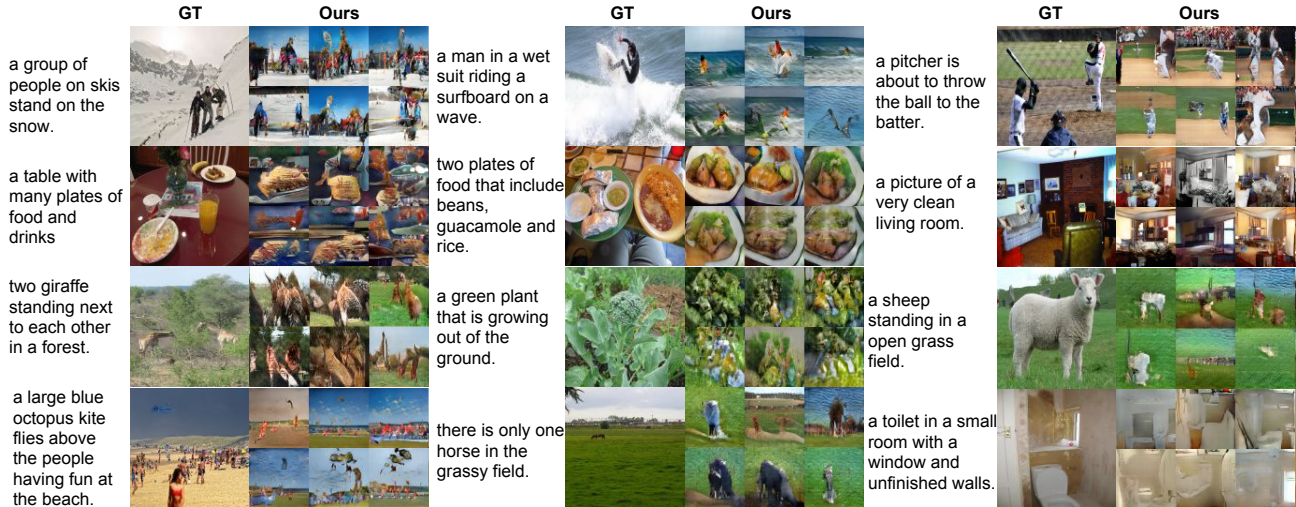 GT Ours GT Ours GT Ours
a group of
people on skis
stand on the
snow.
a man in a wet
suit riding a
surfboard on a
wave.
a pitcher is
about to throw
the ball to the
batter.
a table with
many plates of
food and
drinks
two plates of
food that include
beans,
guacamole and
rice.
a picture of a
very clean
living room.
two giraffe
standing next
to each other
in a forest.
a green plant
that is growing
out of the
ground.
a sheep
standing in a
open grass
field.
a large blue
octopus kite
flies above
the people
having fun at
the beach.
there is only one
horse in the
grassy field.
a toilet in a small
room with a
window and
unfinished walls.